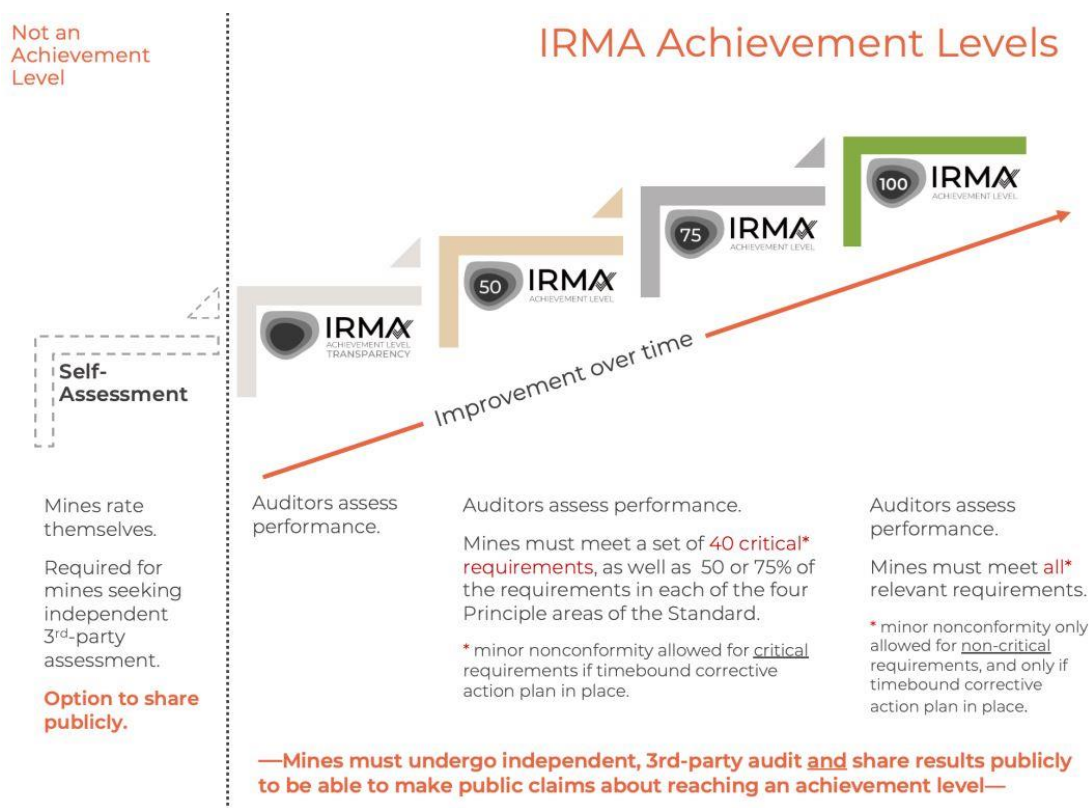 Not an
Achievement
Level
IRMA Achievement Levels
100
IRMA
ACHIEVEMENT LEVEL
75
IRMA
ACHIEVEMENT LEVEL
50
IRMA
ACHIEVEMENT LEVEL
IRMA
ACHIEVEMENT LEVEL
TRANSPARENCY
Self-
Assessment
Improvement over time
Mines rate
themselves.
Required for
mines seeking
independent
3rd-party
assessment.
Option to share
publicly.
Auditors assess
performance.
Auditors assess performance.
Mines must meet a set of 40 critical*
requirements, as well as 50 or 75% of
the requirements in each of the four
Principle areas of the Standard.
* minor nonconformity allowed for critical
requirements if timebound corrective
action plan in place.
Auditors assess
performance.
Mines must meet all*
relevant requirements.
* minor nonconformity only
allowed for non-critical
requirements, and only if
timebound corrective
action plan in place.
—Mines must undergo independent, 3rd-party audit and share results publicly
to be able to make public claims about reaching an achievement level—